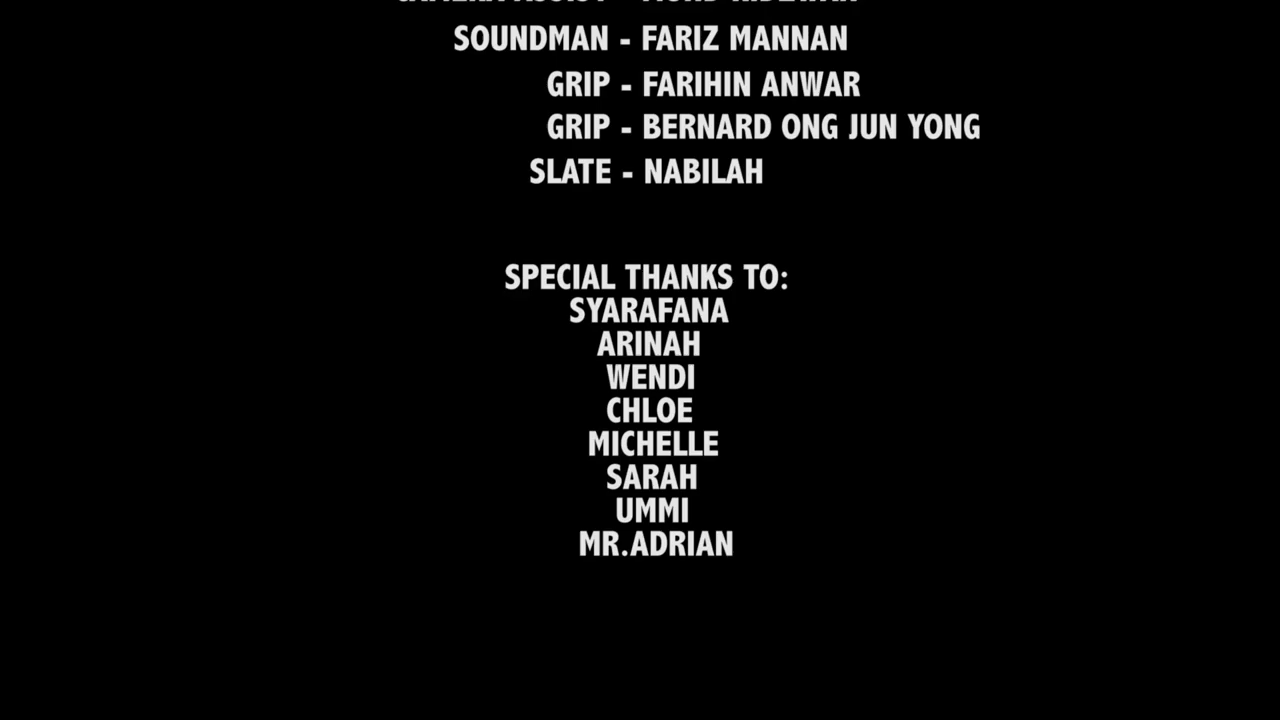 SOUNDMAN - FARIZ MANNAN
GRIP - FARIHIN ANWAR
GRIP - BERNARD ONG JUN YONG
SLATE - NABILAH
SPECIAL THANKS TO:
SYARAFANA
ARINAH
WENDI
CHLOE
MICHELLE
SARAH
UMMI
MR.ADRIAN